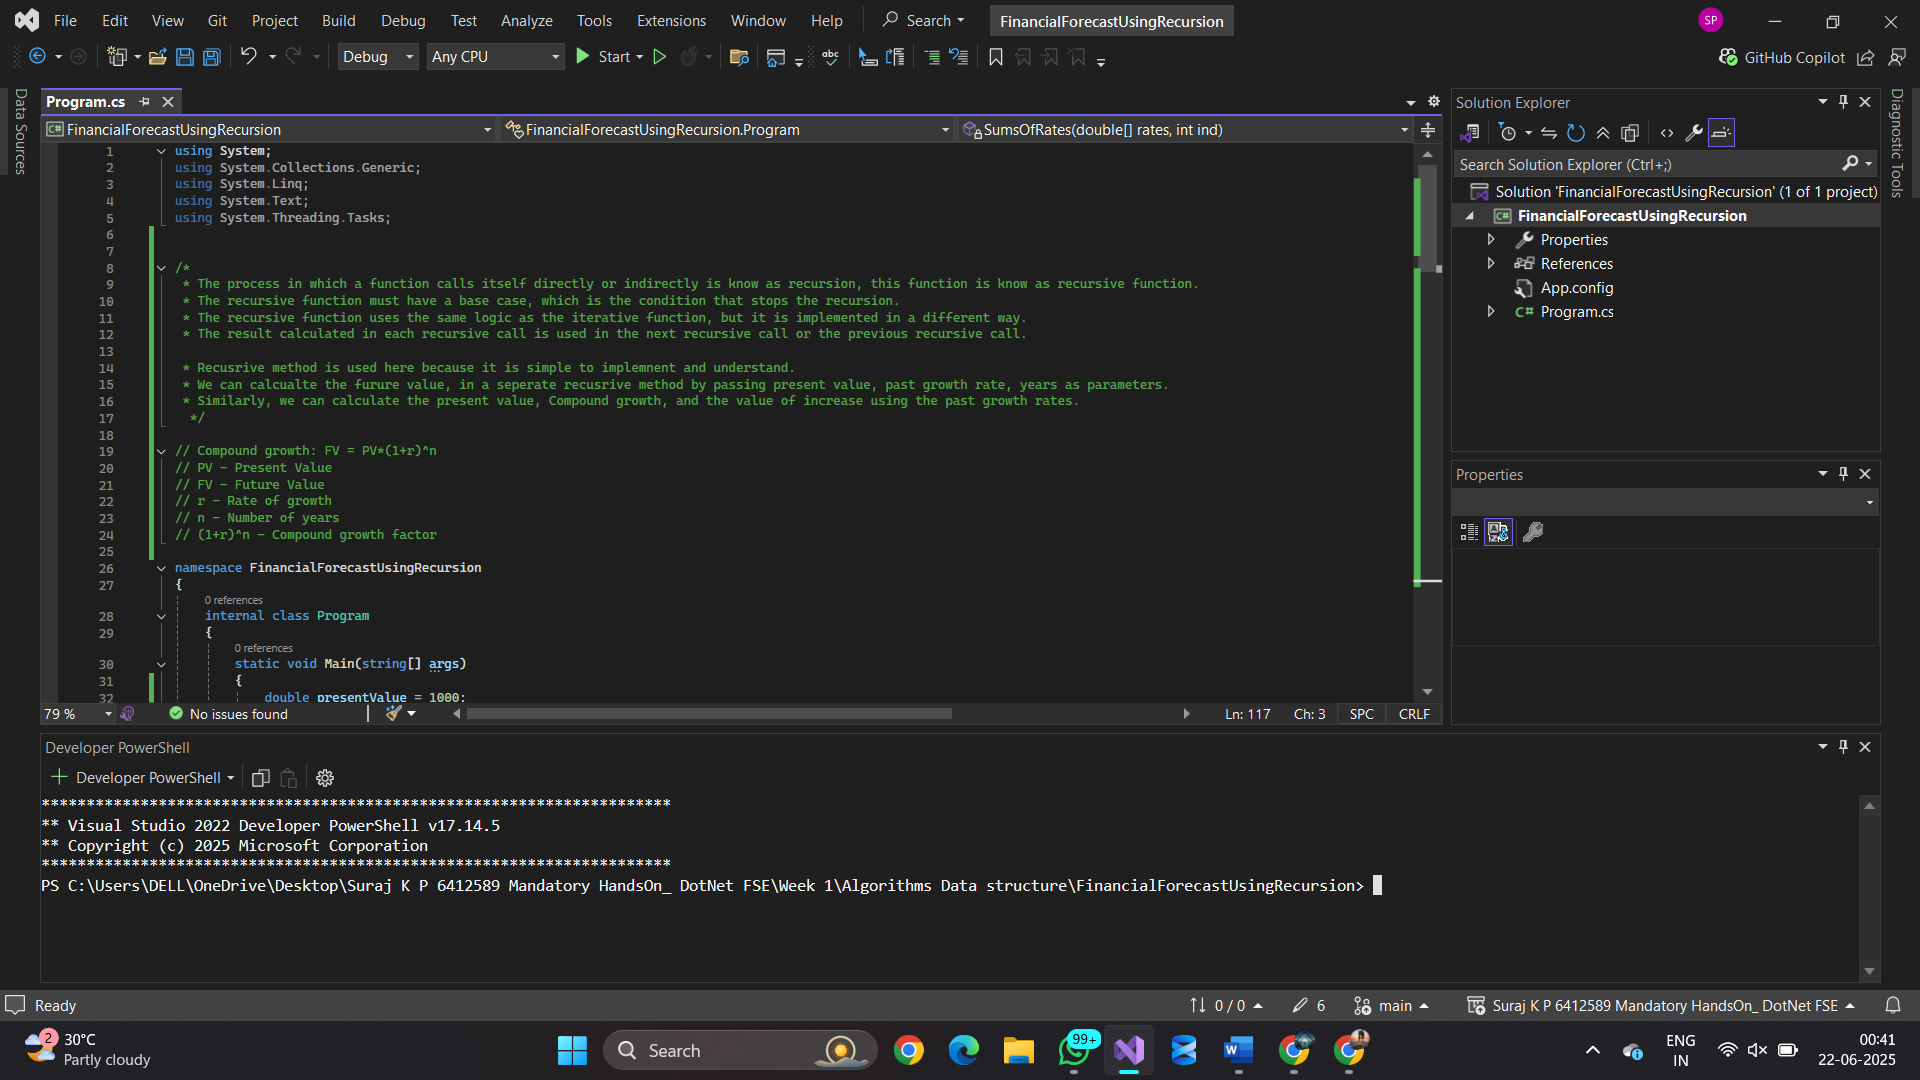 File Edit View Git Project Build Debug Test Analyze Tools Extensions Window Help Search FinancialForecastUsingRecursion SP
Debug Any CPU Start abc GitHub Copilot
Data Sources
Program.cs
FinancialForecastUsingRecursion FinancialForecastUsingRecursion.Program SumsOfRates(double[] rates, int ind)
1 using System;
2 using System.Collections.Generic;
3 using System.Linq;
4 using System.Text;
5 using System.Threading.Tasks;
6
7
8 /*
9 * The process in which a function calls itself directly or indirectly is know as recursion, this function is know as recursive function.
10 * The recursive function must have a base case, which is the condition that stops the recursion.
11 * The recursive function uses the same logic as the iterative function, but it is implemented in a different way.
12 * The result calculated in each recursive call is used in the next recursive call or the previous recursive call.
13
14 * Recusrive method is used here because it is simple to implemnent and understand.
15 * We can calcualte the furure value, in a seperate recusrive method by passing present value, past growth rate, years as parameters.
16 * Similarly, we can calculate the present value, Compound growth, and the value of increase using the past growth rates.
17 */
18
19 // Compound growth: FV = PV*(1+r)^n
20 // PV - Present Value
21 // FV - Future Value
22 // r - Rate of growth
23 // n - Number of years
24 // (1+r)^n - Compound growth factor
25
26 namespace FinancialForecastUsingRecursion
27 {
0 references
28 internal class Program
29 {
0 references
30 static void Main(string[] args)
31 {
32 double presentValue = 1000;
79 % No issues found Ln: 117 Ch: 3 SPC CRLF
Solution Explorer
Search Solution Explorer (Ctrl+;)
Solution 'FinancialForecastUsingRecursion' (1 of 1 project)
C# FinancialForecastUsingRecursion
Properties
References
App.config
C# Program.cs
Properties
Diagnostic Tools
Developer PowerShell
+ Developer PowerShell
**********************************************************************
** Visual Studio 2022 Developer PowerShell v17.14.5
** Copyright (c) 2025 Microsoft Corporation
**********************************************************************
PS C:\Users\DELL\OneDrive\Desktop\Suraj K P 6412589 Mandatory HandsOn_ DotNet FSE\Week 1\Algorithms Data structure\FinancialForecastUsingRecursion>
Ready 0 / 0 6 main Suraj K P 6412589 Mandatory HandsOn_ DotNet FSE
2 30°C
Partly cloudy
Search
99+
W
ENG
IN
00:41
22-06-2025